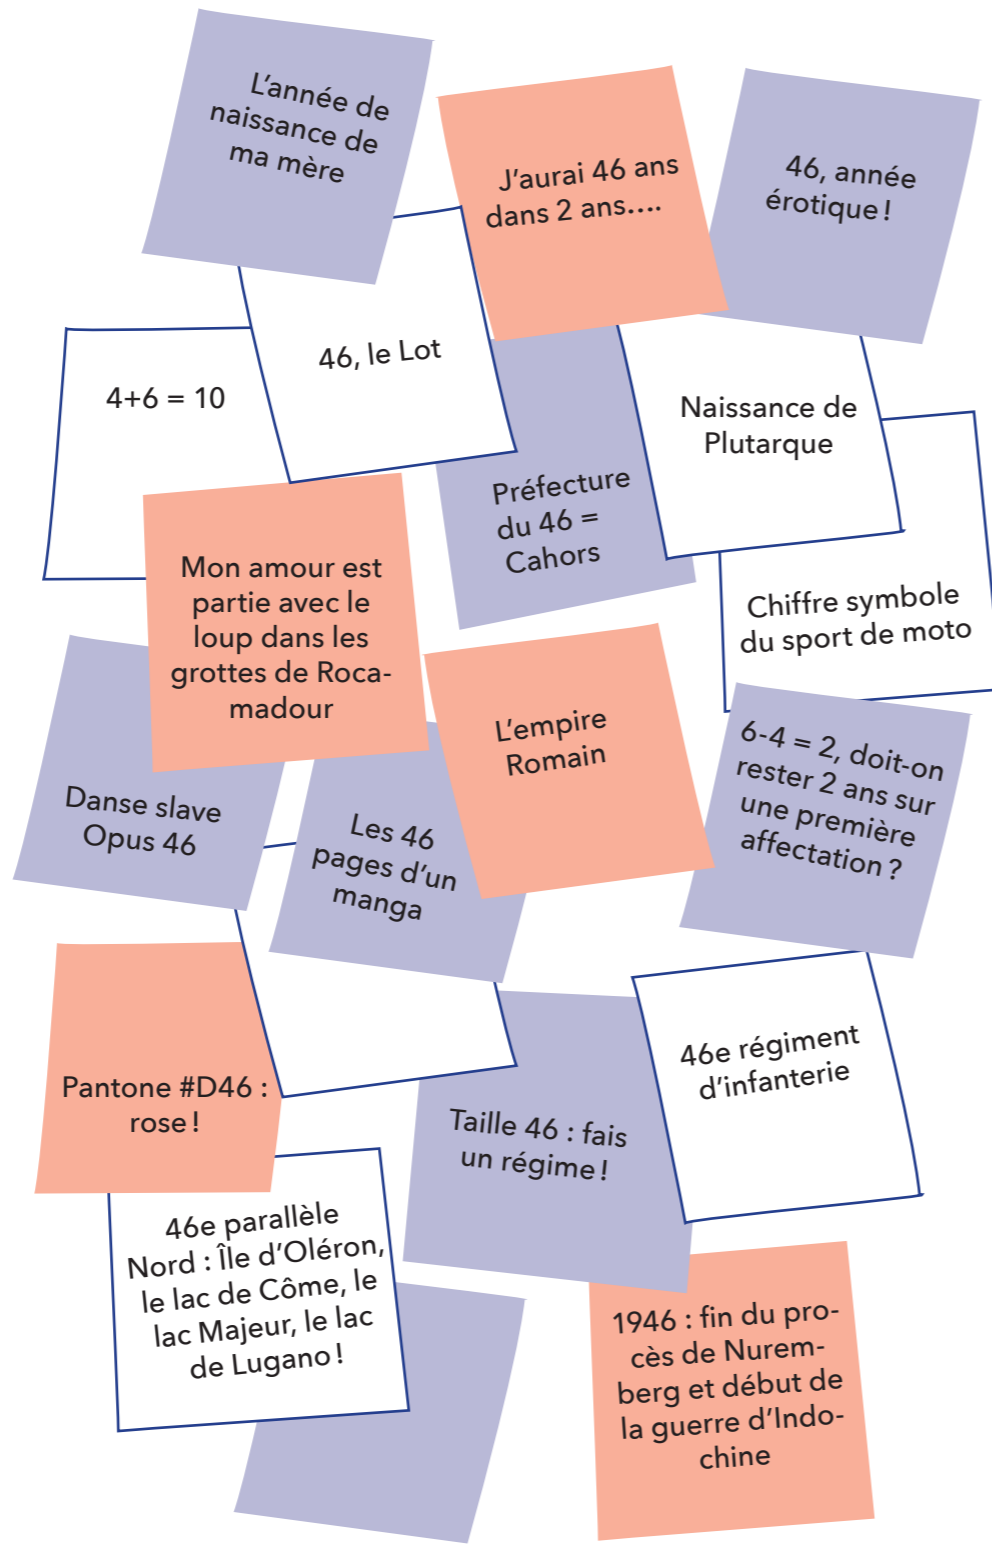 L'année de
naissance de
ma mère
J'aurai 46 ans
dans 2 ans....
46, année
érotique !
46, le Lot
4+6 = 10
Naissance de
Plutarque
Préfecture
du 46 =
Cahors
Mon amour est
partie avec le
loup dans les
grottes de Roca-
madour
Chiffre symbole
du sport de moto
L'empire
Romain
6-4 = 2, doit-on
rester 2 ans sur
une première
affectation ?
Danse slave
Opus 46
Les 46
pages d'un
manga
Pantone #D46 :
rose !
46e régiment
d'infanterie
Taille 46 : fais
un régime !
46e parallèle
Nord : Île d'Oléron,
le lac de Côme, le
lac Majeur, le lac
de Lugano !
1946 : fin du pro-
cès de Nurem-
berg et début de
la guerre d'Indo-
chine